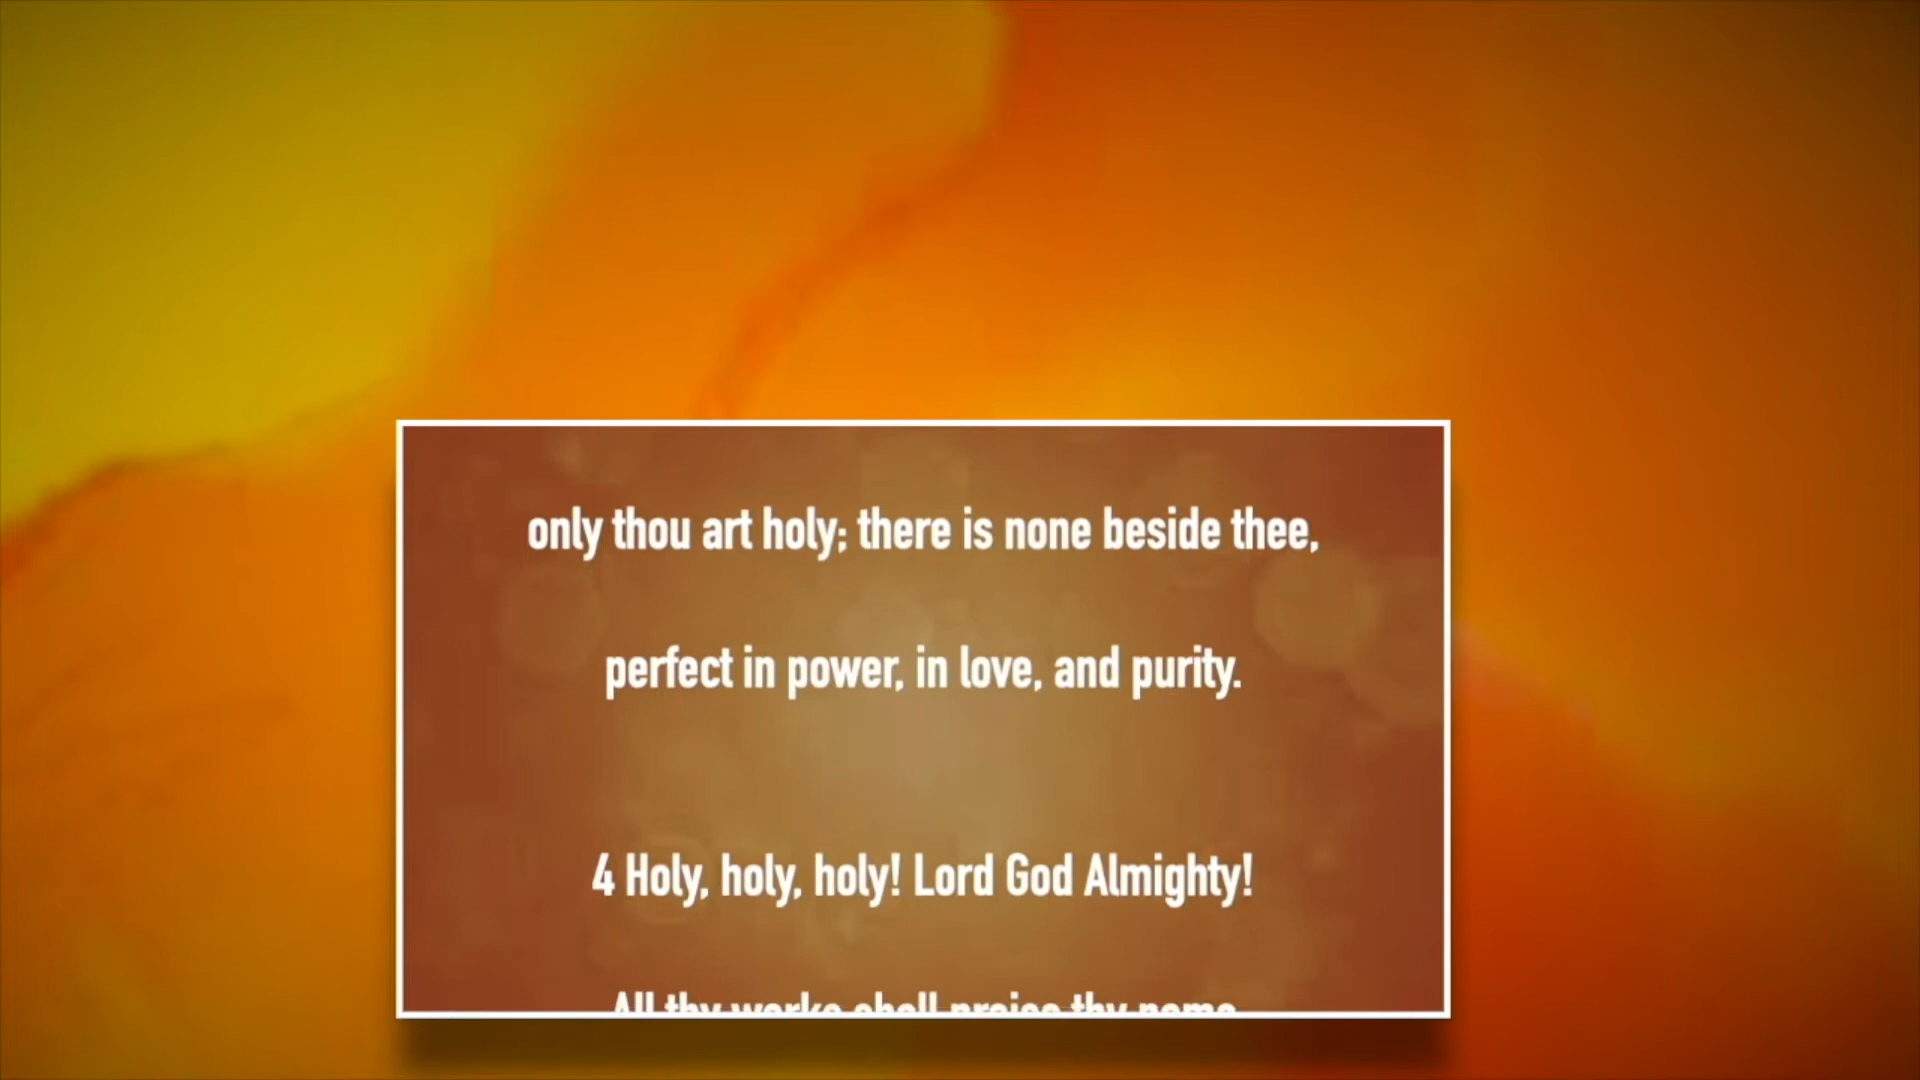 only thou art holy; there is none beside thee,
perfect in power, in love, and purity.
4 Holy, holy, holy! Lord God Almighty!
All thy works shall praise thy name